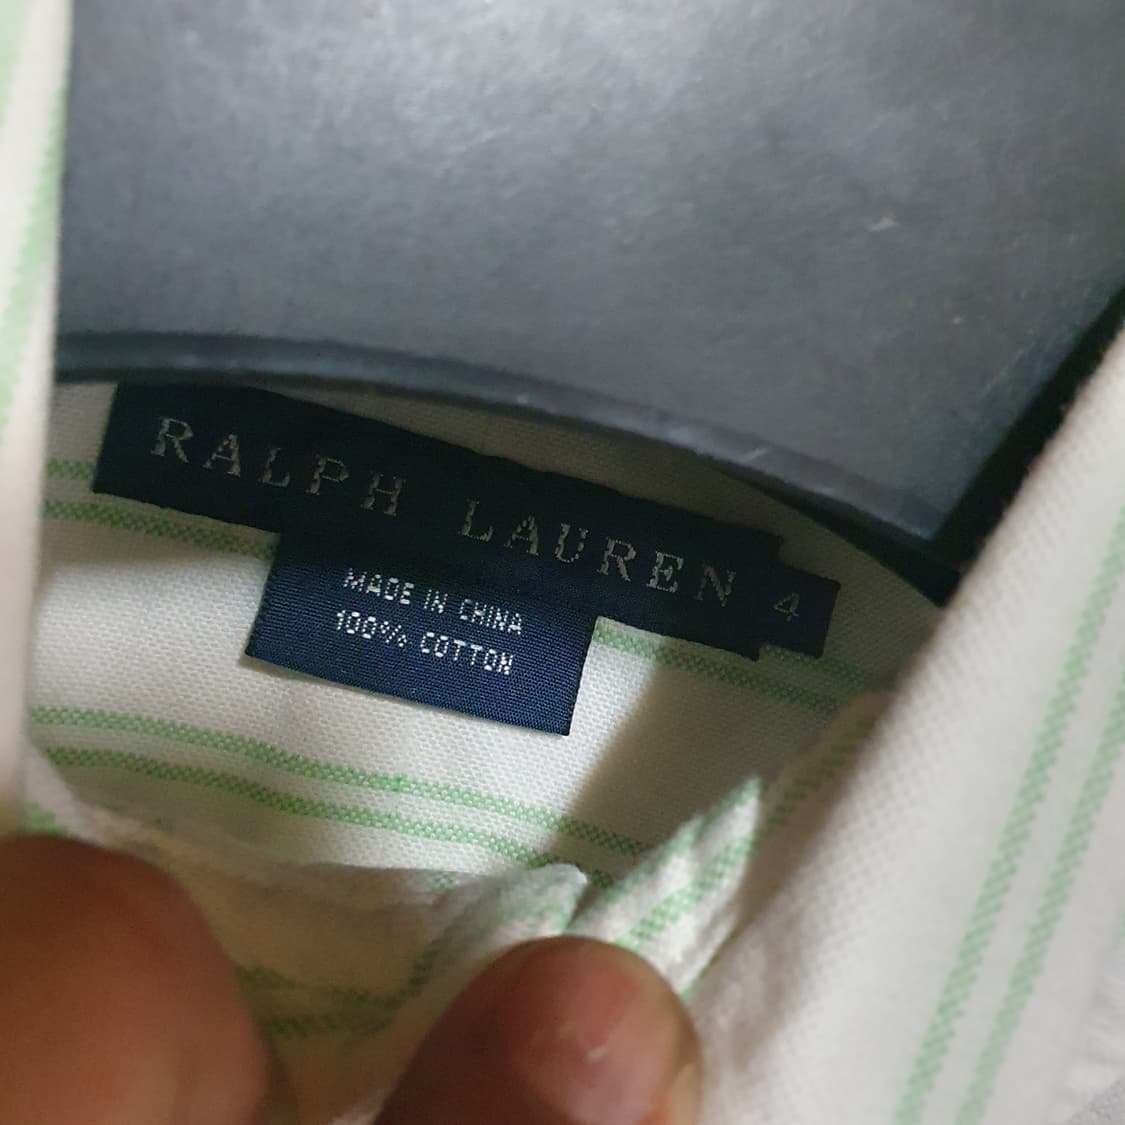 RALPH LAUREN 4
MADE IN CHINA
100% COTTON